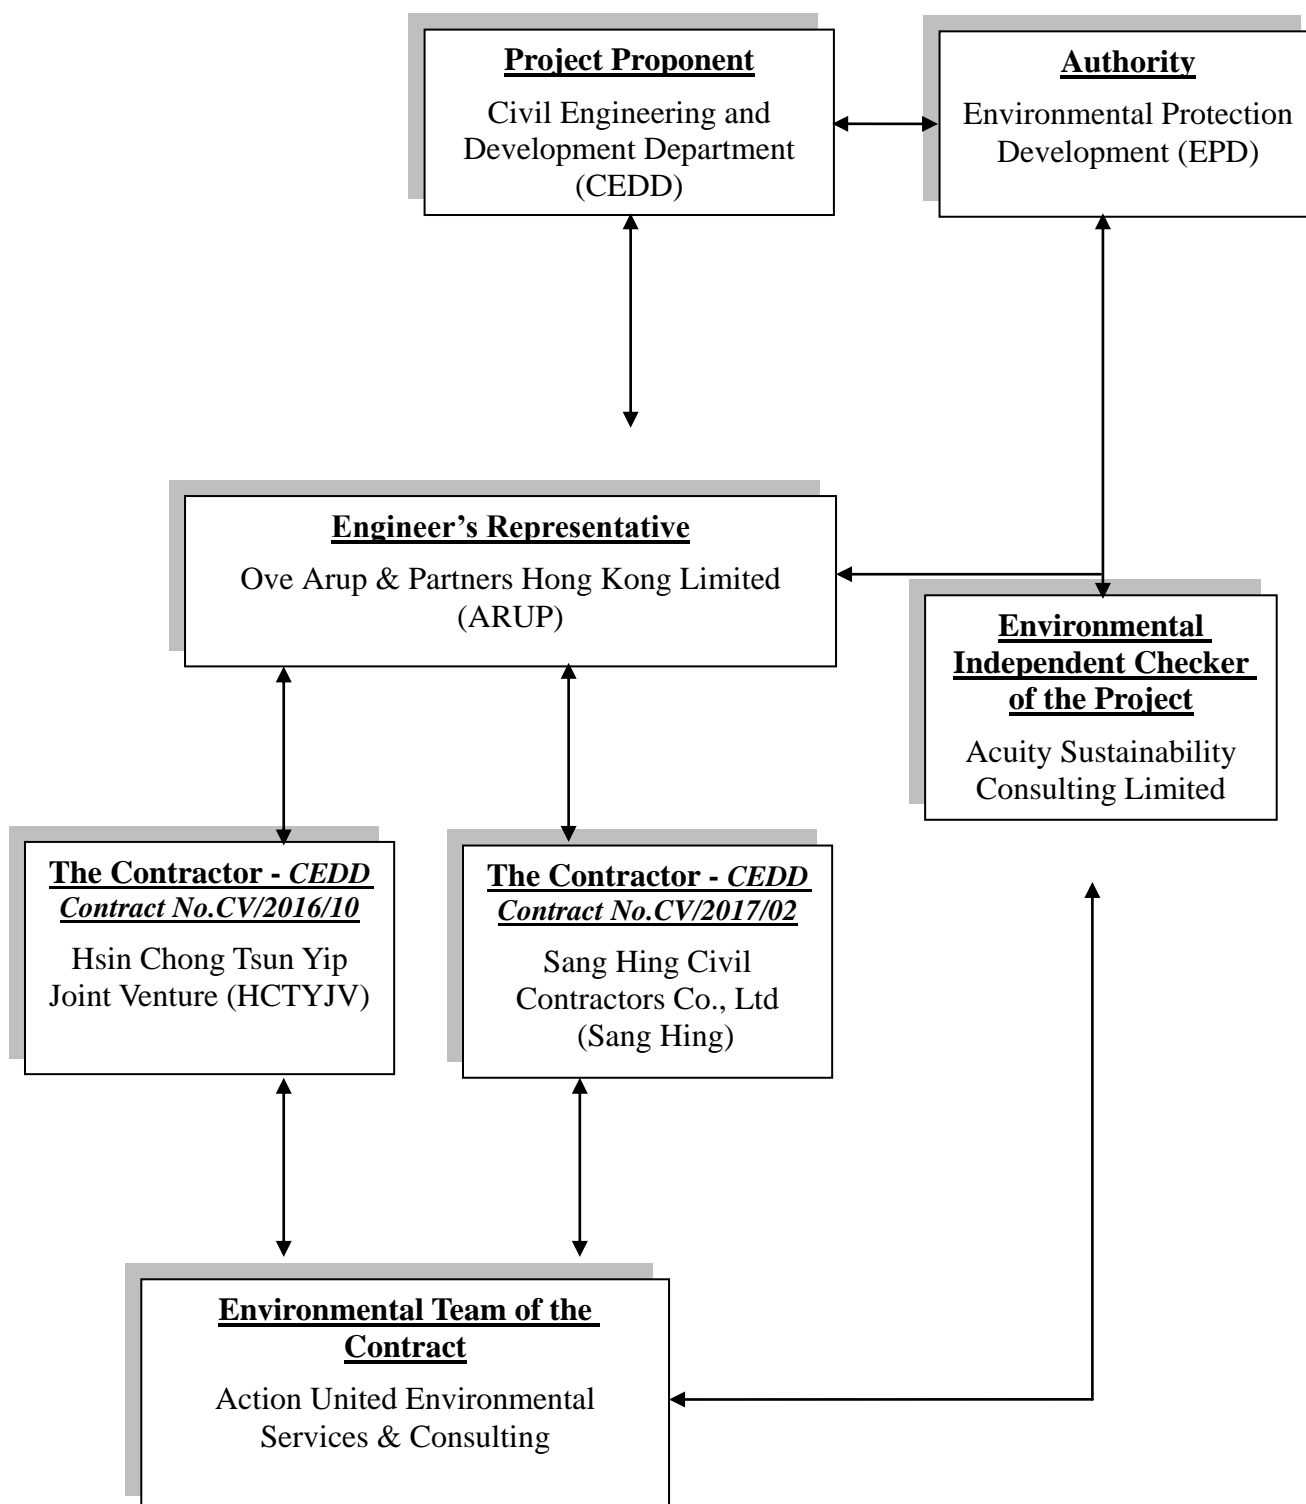 Project Proponent
Civil Engineering and
Development Department
(CEDD)
Authority
Environmental Protection
Development (EPD)
Engineer’s Representative
Ove Arup & Partners Hong Kong Limited
(ARUP)
Environmental
Independent Checker
of the Project
Acuity Sustainability
Consulting Limited
The Contractor - CEDD
Contract No.CV/2016/10
Hsin Chong Tsun Yip
Joint Venture (HCTYJV)
The Contractor - CEDD
Contract No.CV/2017/02
Sang Hing Civil
Contractors Co., Ltd
(Sang Hing)
Environmental Team of the
Contract
Action United Environmental
Services & Consulting